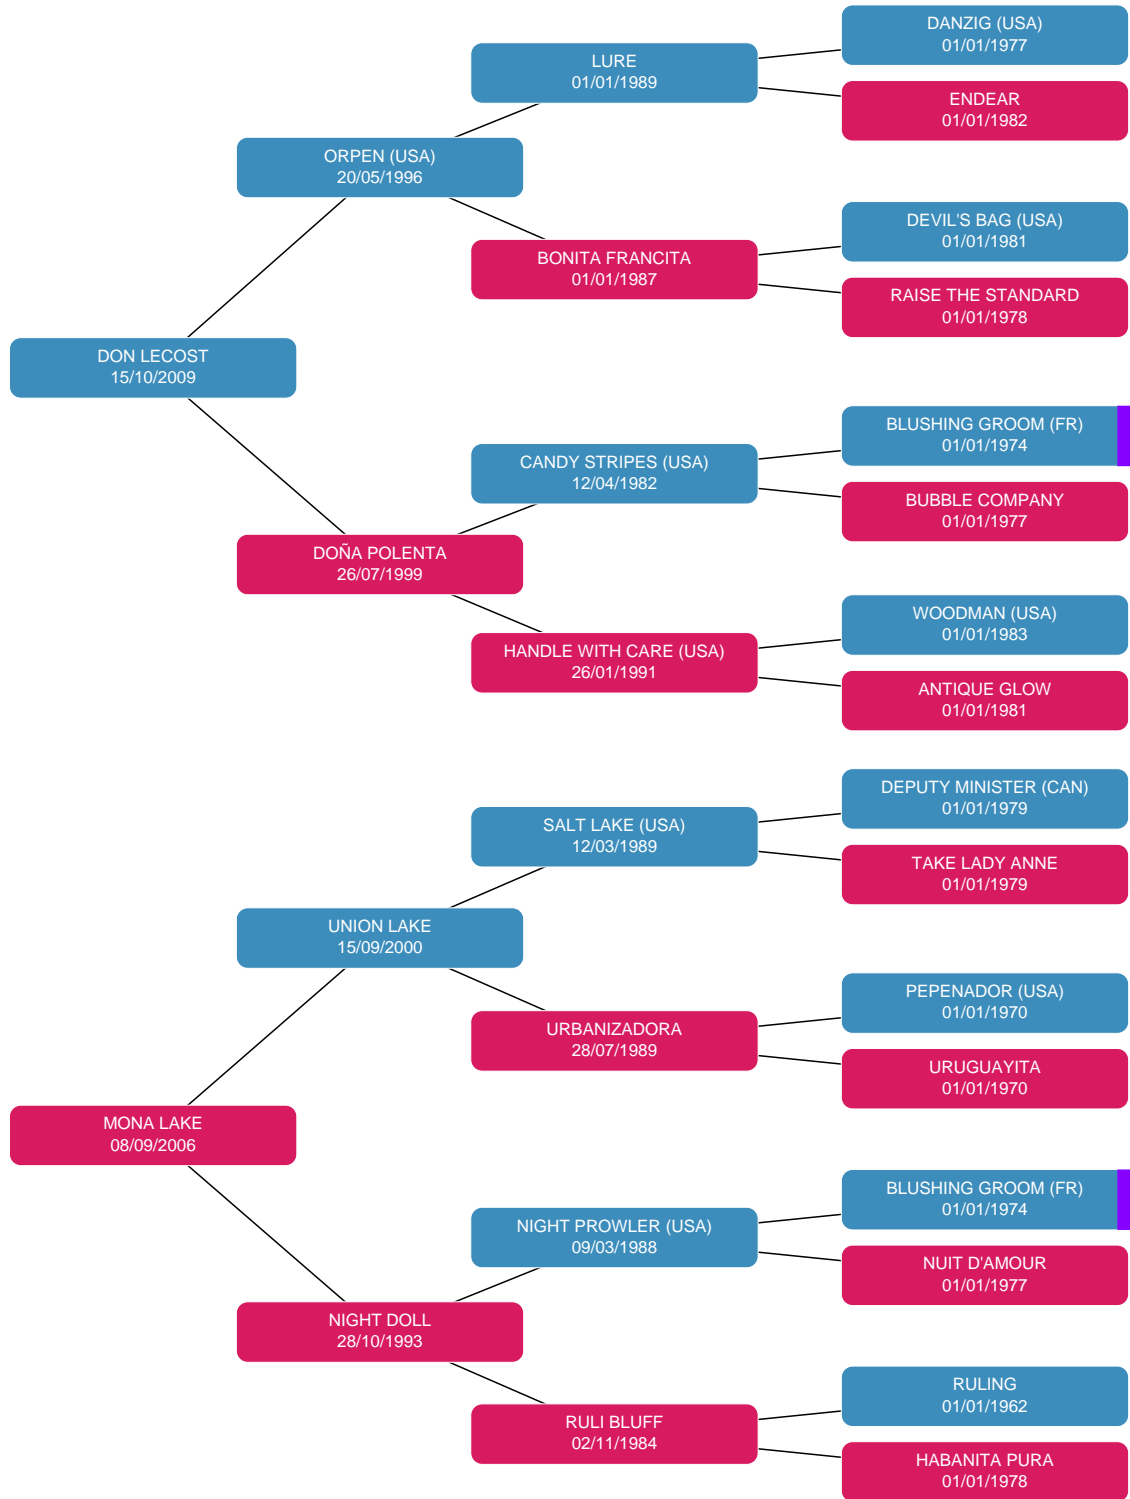 DANZIG (USA)
01/01/1977
LURE
01/01/1989
ENDEAR
01/01/1982
ORPEN (USA)
20/05/1996
DEVIL'S BAG (USA)
01/01/1981
BONITA FRANCITA
01/01/1987
RAISE THE STANDARD
01/01/1978
DON LECOST
15/10/2009
BLUSHING GROOM (FR)
01/01/1974
CANDY STRIPES (USA)
12/04/1982
BUBBLE COMPANY
01/01/1977
DOÑA POLENTA
26/07/1999
WOODMAN (USA)
01/01/1983
HANDLE WITH CARE (USA)
26/01/1991
ANTIQUE GLOW
01/01/1981
DEPUTY MINISTER (CAN)
01/01/1979
SALT LAKE (USA)
12/03/1989
TAKE LADY ANNE
01/01/1979
UNION LAKE
15/09/2000
PEPENADOR (USA)
01/01/1970
URBANIZADORA
28/07/1989
URUGUAYITA
01/01/1970
MONA LAKE
08/09/2006
BLUSHING GROOM (FR)
01/01/1974
NIGHT PROWLER (USA)
09/03/1988
NUIT D'AMOUR
01/01/1977
NIGHT DOLL
28/10/1993
RULING
01/01/1962
RULI BLUFF
02/11/1984
HABANITA PURA
01/01/1978